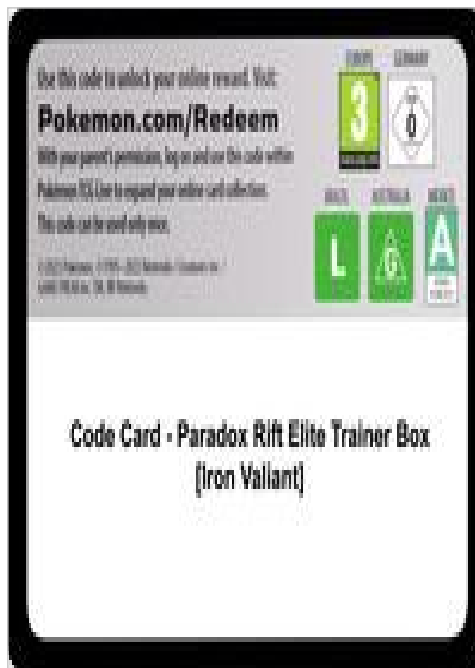 Use this code to unlock your online reward. Visit:
Pokemon.com/Redeem
With your parent's permission, log on and use this code within
Pokémon TCG Live to expand your online card collection.
This code can be used only once.
EUROPE GERMANY
3
0
BRAZIL AUSTRALIA MEXICO
L
G
A
Code Card - Paradox Rift Elite Trainer Box
[Iron Valiant]